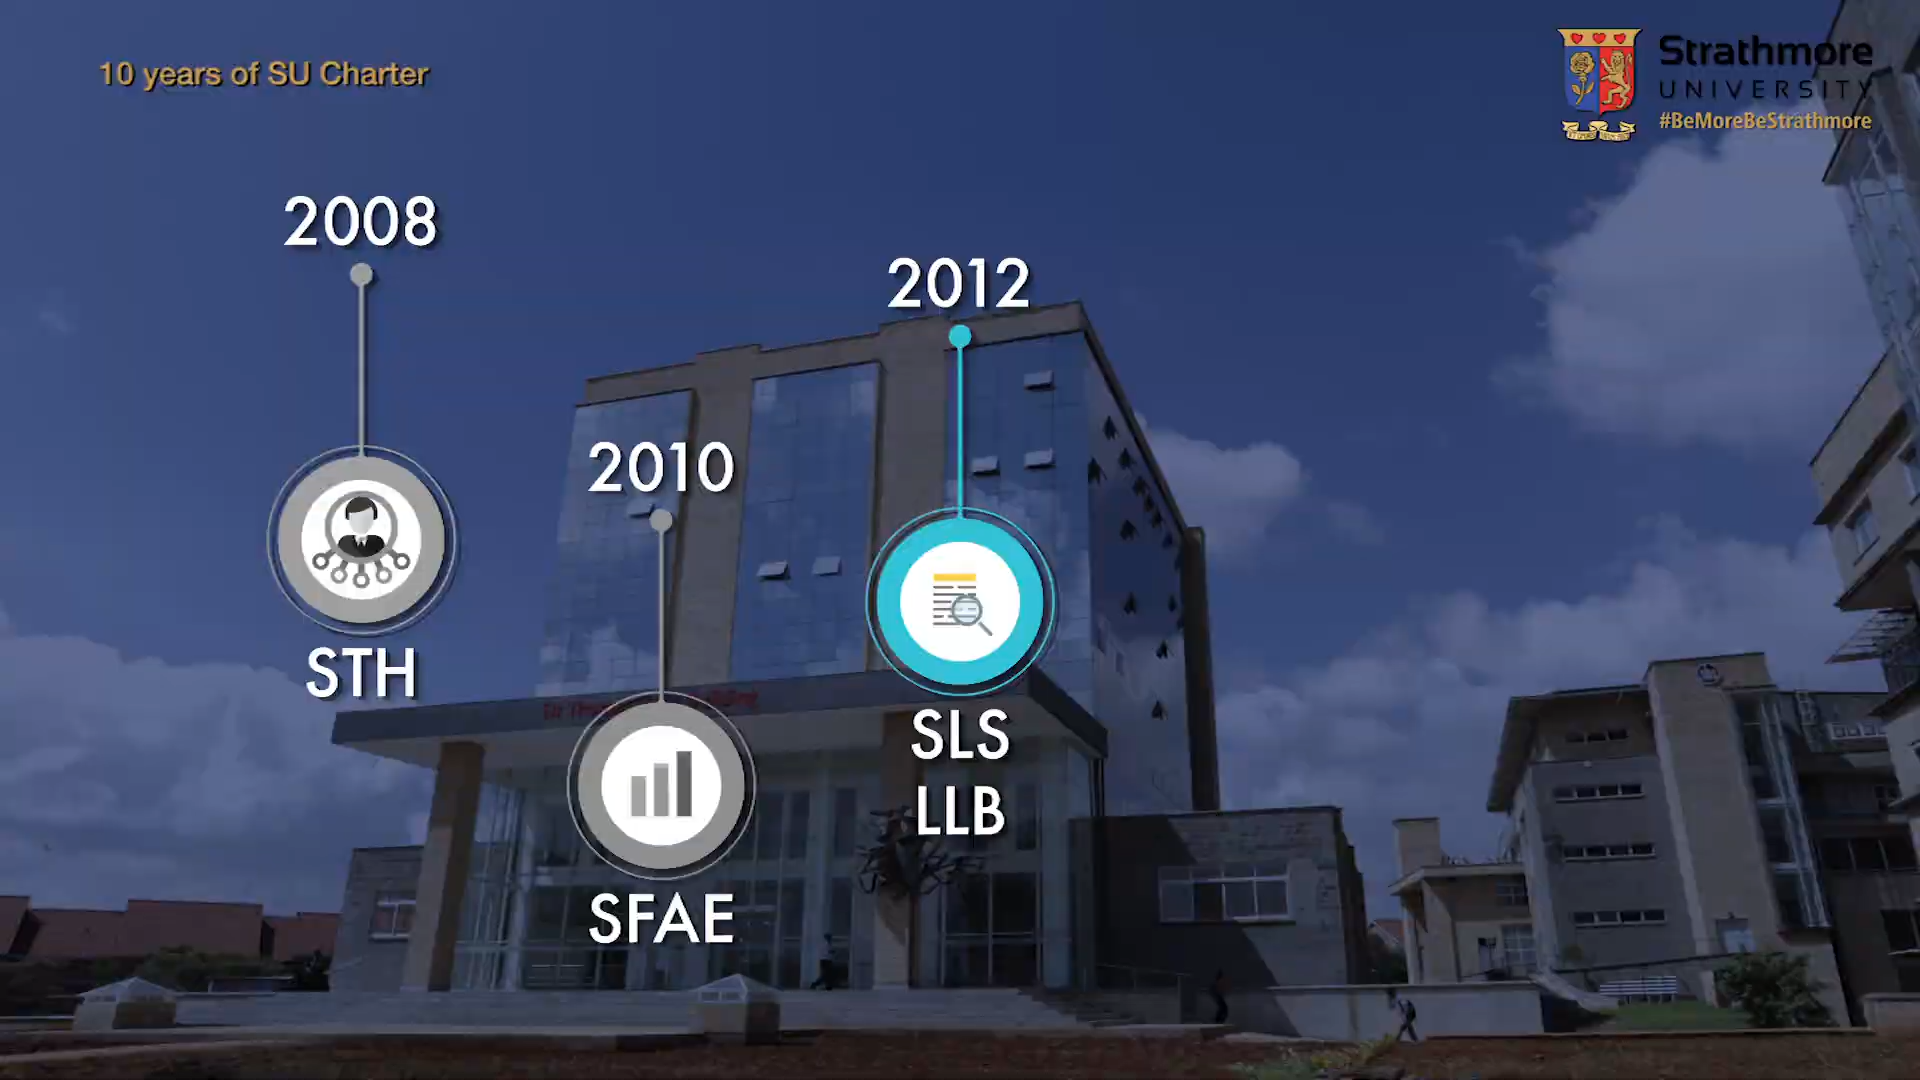 10 years of SU Charter
Strathmore
UNIVERSITY
#BeMoreBeStrathmore
2008
STH
2010
SFAE
2012
SLS
LLB